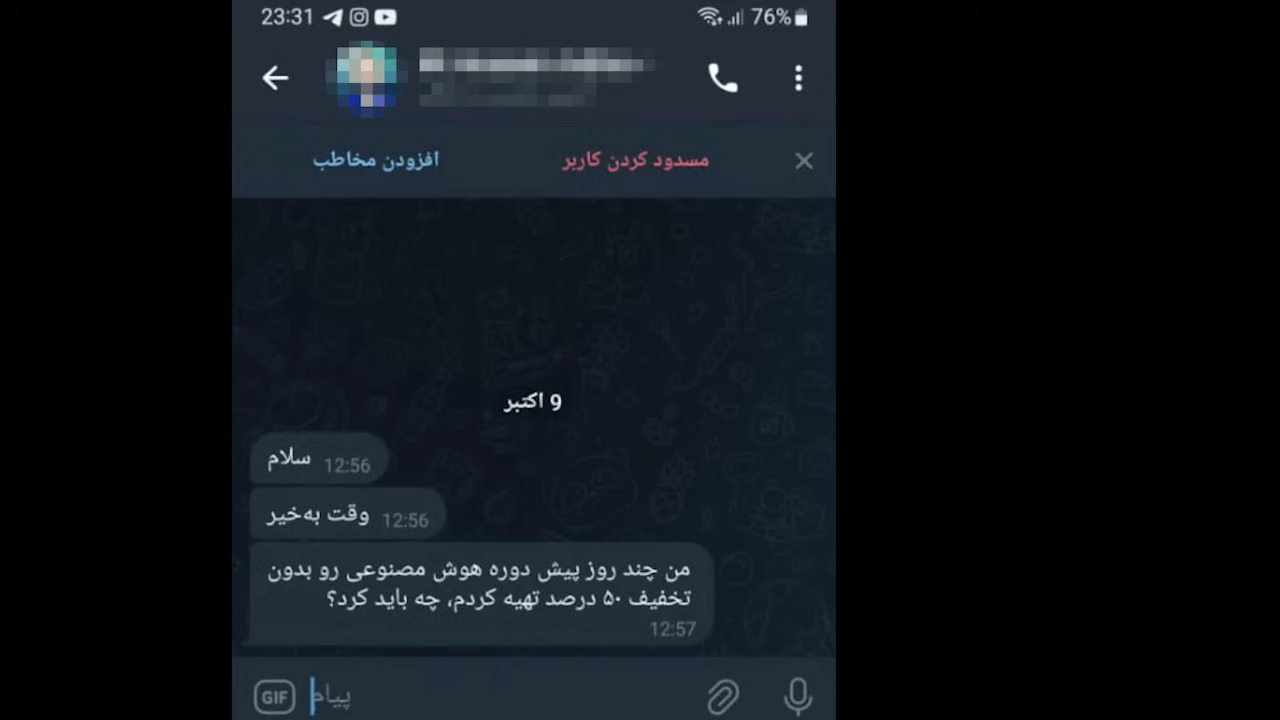 23:31
76%
افزودن مخاطب
مسدود کردن کاربر
9 اکتبر
سلام 12:56
وقت به‌خیر 12:56
من چند روز پیش دوره هوش مصنوعی رو بدون
تخفیف ۵۰ درصد تهیه کردم، چه باید کرد؟
12:57
GIF
پیام